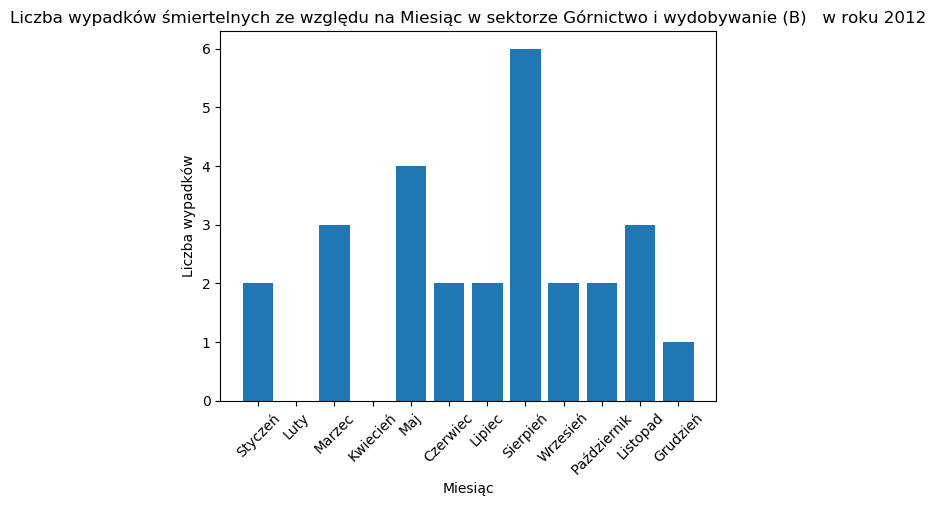 Liczba wypadków śmiertelnych ze względu na Miesiąc w sektorze Górnictwo i wydobywanie (B)   w roku 2012
6
5
4
3
2
1
0
Liczba wypadków
Styczeń
Luty
Marzec
Kwiecień
Maj
Czerwiec
Lipiec
Sierpień
Wrzesień
Październik
Listopad
Grudzień
Miesiąc